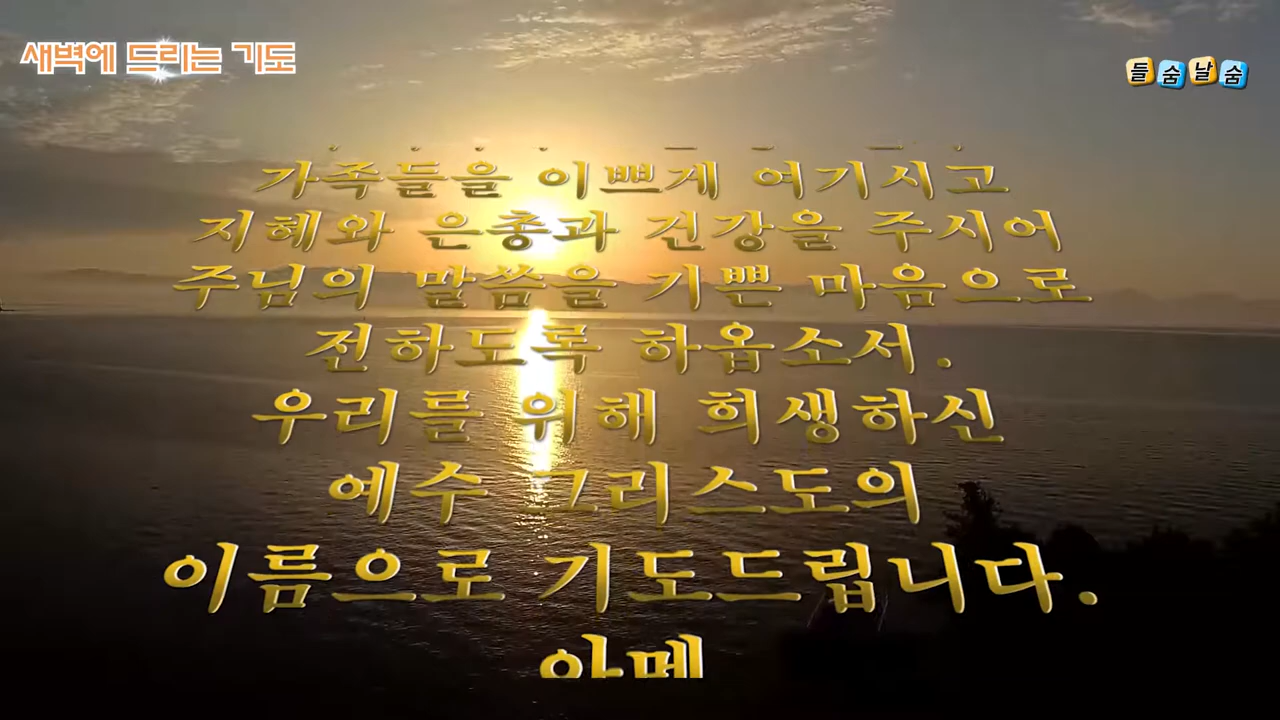 새벽에 드리는 기도
들숨날숨
가족들을 이쁘게 여기시고
지혜와 은총과 건강을 주시어
주님의 말씀을 기쁜 마음으로
전하도록 하옵소서.
우리를 위해 희생하신
예수 그리스도의
이름으로 기도드립니다.